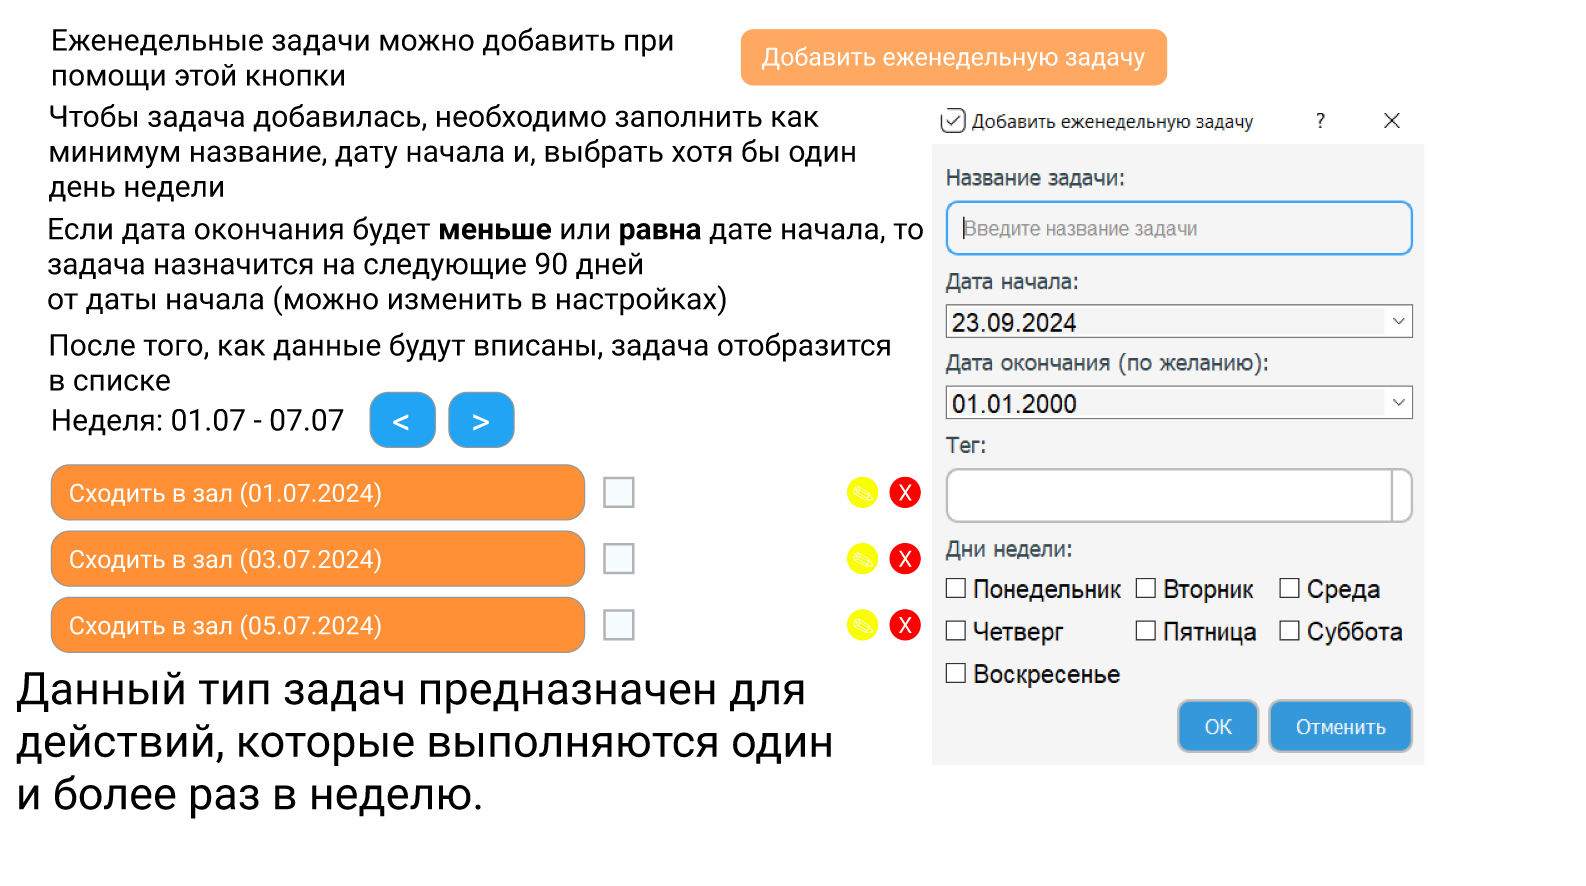 Еженедельные задачи можно добавить при
помощи этой кнопки
Добавить еженедельную задачу
Чтобы задача добавилась, необходимо заполнить как
минимум название, дату начала и, выбрать хотя бы один
день недели
Если дата окончания будет меньше или равна дате начала, то
задача назначится на следующие 90 дней
от даты начала (можно изменить в настройках)
После того, как данные будут вписаны, задача отобразится
в списке
Неделя: 01.07 - 07.07 < >
Сходить в зал (01.07.2024) X
Сходить в зал (03.07.2024) X
Сходить в зал (05.07.2024) X
Данный тип задач предназначен для
действий, которые выполняются один
и более раз в неделю.
Добавить еженедельную задачу ?
Название задачи:
Введите название задачи
Дата начала:
23.09.2024
Дата окончания (по желанию):
01.01.2000
Тег:
Дни недели:
Понедельник Вторник Среда
Четверг Пятница Суббота
Воскресенье
ОК Отменить